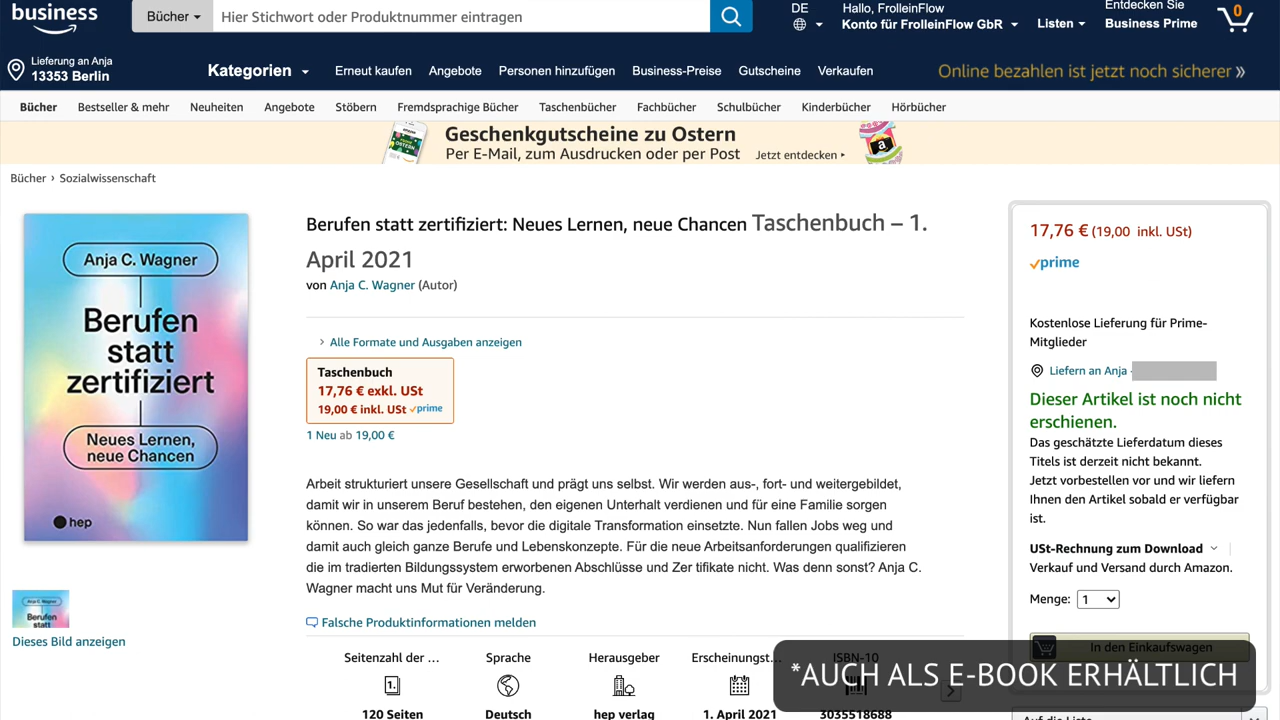 business
Bücher
Hier Stichwort oder Produktnummer eintragen
DE
Hallo, FrolleinFlow
Konto für FrolleinFlow GbR
Listen
Entdecken Sie
Business Prime
0
Lieferung an Anja
13353 Berlin
Kategorien
Erneut kaufen
Angebote
Personen hinzufügen
Business-Preise
Gutscheine
Verkaufen
Online bezahlen ist jetzt noch sicherer »
Bücher
Bestseller & mehr
Neuheiten
Angebote
Stöbern
Fremdsprachige Bücher
Taschenbücher
Fachbücher
Schulbücher
Kinderbücher
Hörbücher
Geschenkgutscheine zu Ostern
Per E-Mail, zum Ausdrucken oder per Post
Jetzt entdecken ▸
Bücher › Sozialwissenschaft
Anja C. Wagner
Berufen
statt
zertifiziert
Neues Lernen,
neue Chancen
hep
Dieses Bild anzeigen
Berufen statt zertifiziert: Neues Lernen, neue Chancen Taschenbuch – 1.
April 2021
von Anja C. Wagner (Autor)
› Alle Formate und Ausgaben anzeigen
Taschenbuch
17,76 € exkl. USt
19,00 € inkl. USt prime
1 Neu ab 19,00 €
Arbeit strukturiert unsere Gesellschaft und prägt uns selbst. Wir werden aus-, fort- und weitergebildet,
damit wir in unserem Beruf bestehen, den eigenen Unterhalt verdienen und für eine Familie sorgen
können. So war das jedenfalls, bevor die digitale Transformation einsetzte. Nun fallen Jobs weg und
damit auch gleich ganze Berufe und Lebenskonzepte. Für die neue Arbeitsanforderungen qualifizieren
die im tradierten Bildungssystem erworbenen Abschlüsse und Zer tifikate nicht. Was denn sonst? Anja C.
Wagner macht uns Mut für Veränderung.
Falsche Produktinformationen melden
Seitenzahl der ...
Sprache
Herausgeber
Erscheinungst...
ISBN-10
1.
120 Seiten
Deutsch
hep verlag
1. April 2021
3035518688
17,76 € (19,00 inkl. USt)
prime
Kostenlose Lieferung für Prime-
Mitglieder
Liefern an Anja -
Dieser Artikel ist noch nicht
erschienen.
Das geschätzte Lieferdatum dieses
Titels ist derzeit nicht bekannt.
Jetzt vorbestellen vor und wir liefern
Ihnen den Artikel sobald er verfügbar
ist.
USt-Rechnung zum Download
Verkauf und Versand durch Amazon.
Menge: 1
In den Einkaufswagen
*AUCH ALS E-BOOK ERHÄLTLICH
Auf die Liste